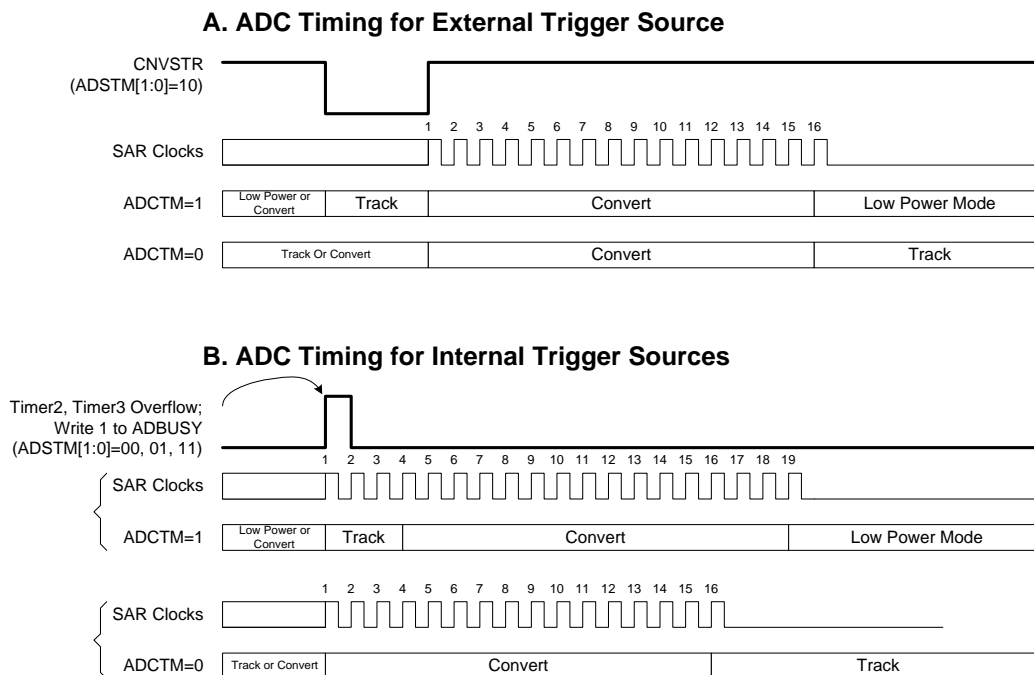 A. ADC Timing for External Trigger Source
CNVSTR
(ADSTM[1:0]=10)
1 2 3 4 5 6 7 8 9 10 11 12 13 14 15 16
SAR Clocks
ADCTM=1
Low Power or
Convert
Track
Convert
Low Power Mode
ADCTM=0
Track Or Convert
Convert
Track
B. ADC Timing for Internal Trigger Sources
Timer2, Timer3 Overflow;
Write 1 to ADBUSY
(ADSTM[1:0]=00, 01, 11)
1 2 3 4 5 6 7 8 9 10 11 12 13 14 15 16 17 18 19
SAR Clocks
ADCTM=1
Low Power or
Convert
Track
Convert
Low Power Mode
1 2 3 4 5 6 7 8 9 10 11 12 13 14 15 16
SAR Clocks
ADCTM=0
Track or Convert
Convert
Track